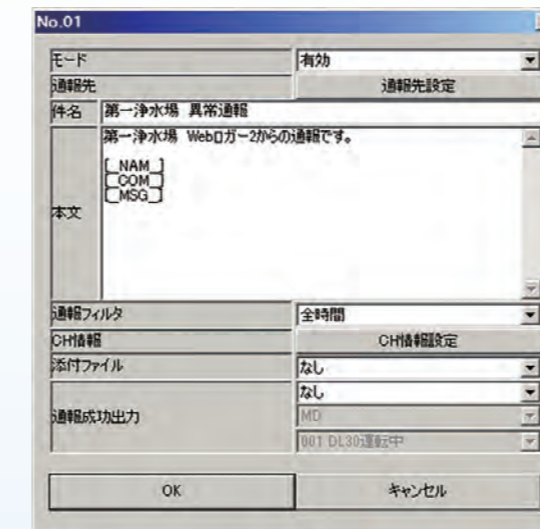 No.01
モード 有効
通報先 通報先設定
件名 第一浄水場 異常通報
本文
第一浄水場 Webロガー2からの通報です。
[_NAM_]
[_COM_]
[_MSG_]
通報フィルタ 全時間
CH情報 CH情報設定
添付ファイル なし
通報成功出力 なし
MD
001 DL30運転中
OK キャンセル